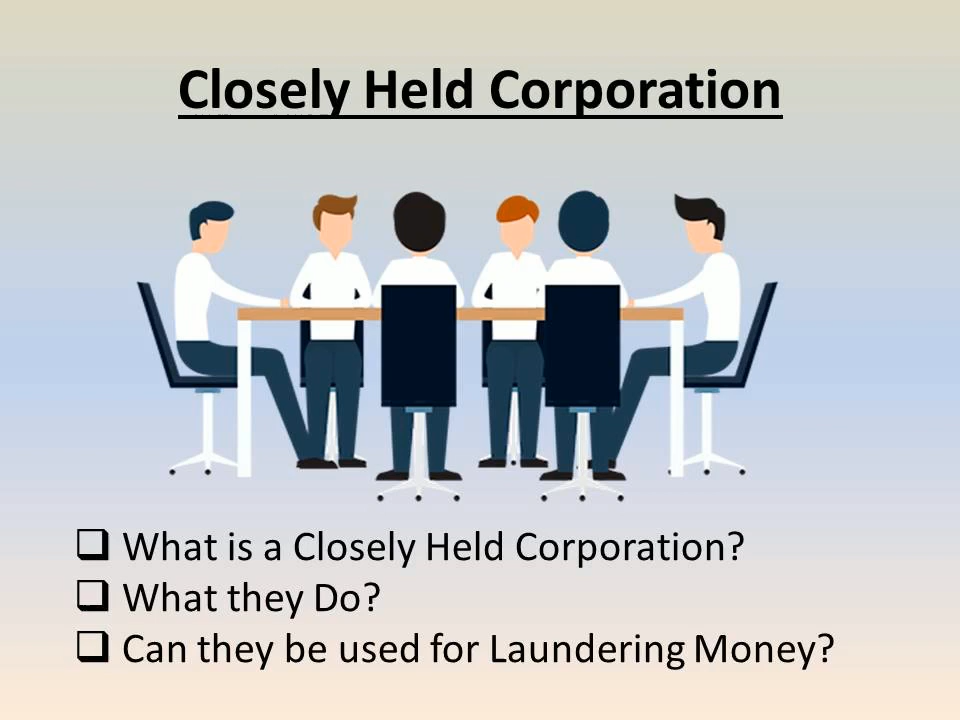 Closely Held Corporation
What is a Closely Held Corporation?
What they Do?
Can they be used for Laundering Money?